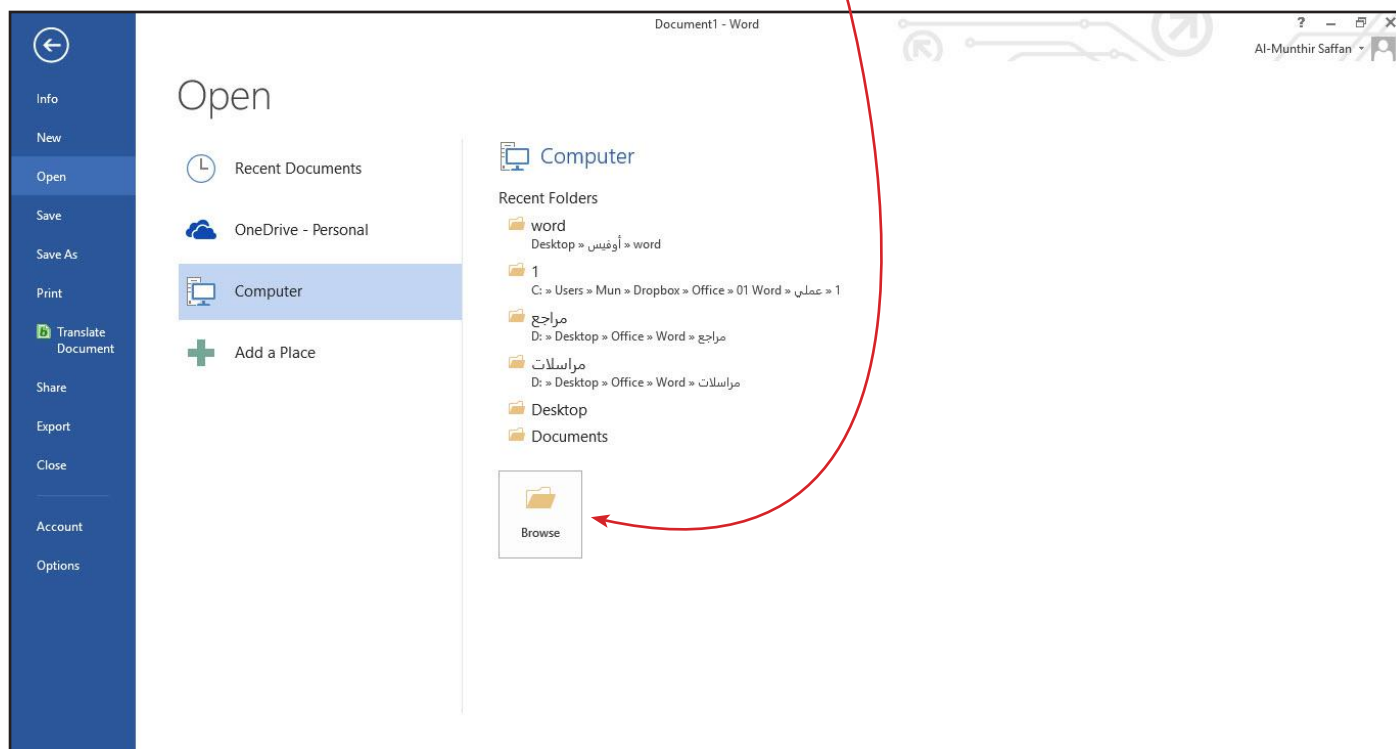 Document1 - Word
?
Al-Munthir Saffan
Info
New
Open
Save
Save As
Print
Translate
Document
Share
Export
Close
Account
Options
Open
Recent Documents
OneDrive - Personal
Computer
Add a Place
Computer
Recent Folders
word
Desktop » أوفيس » word
1
C: » Users » Mun » Dropbox » Office » 01 Word » عملي » 1
مراجع
D: » Desktop » Office » Word » مراجع
مراسلات
D: » Desktop » Office » Word » مراسلات
Desktop
Documents
Browse